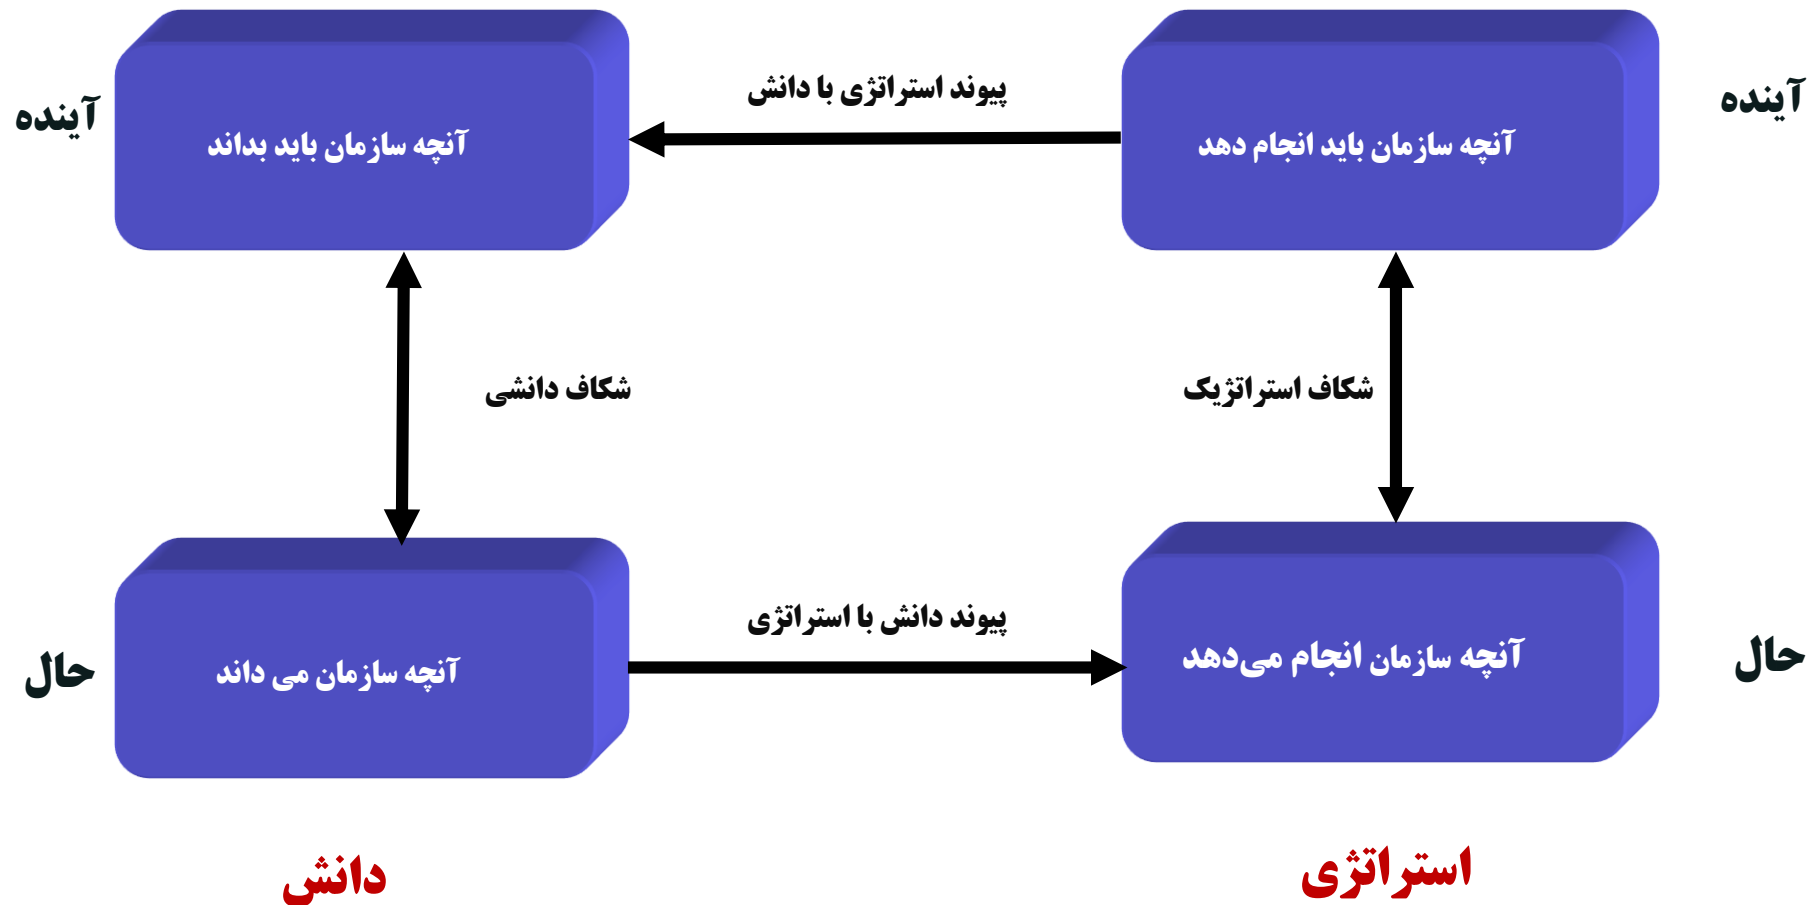 آینده
پیوند استراتژی با دانش
آینده
آنچه سازمان باید انجام دهد
آنچه سازمان باید بداند
شکاف استراتژیک
شکاف دانشی
پیوند دانش با استراتژی
حال
آنچه سازمان انجام می‌دهد
آنچه سازمان می داند
حال
استراتژی
دانش